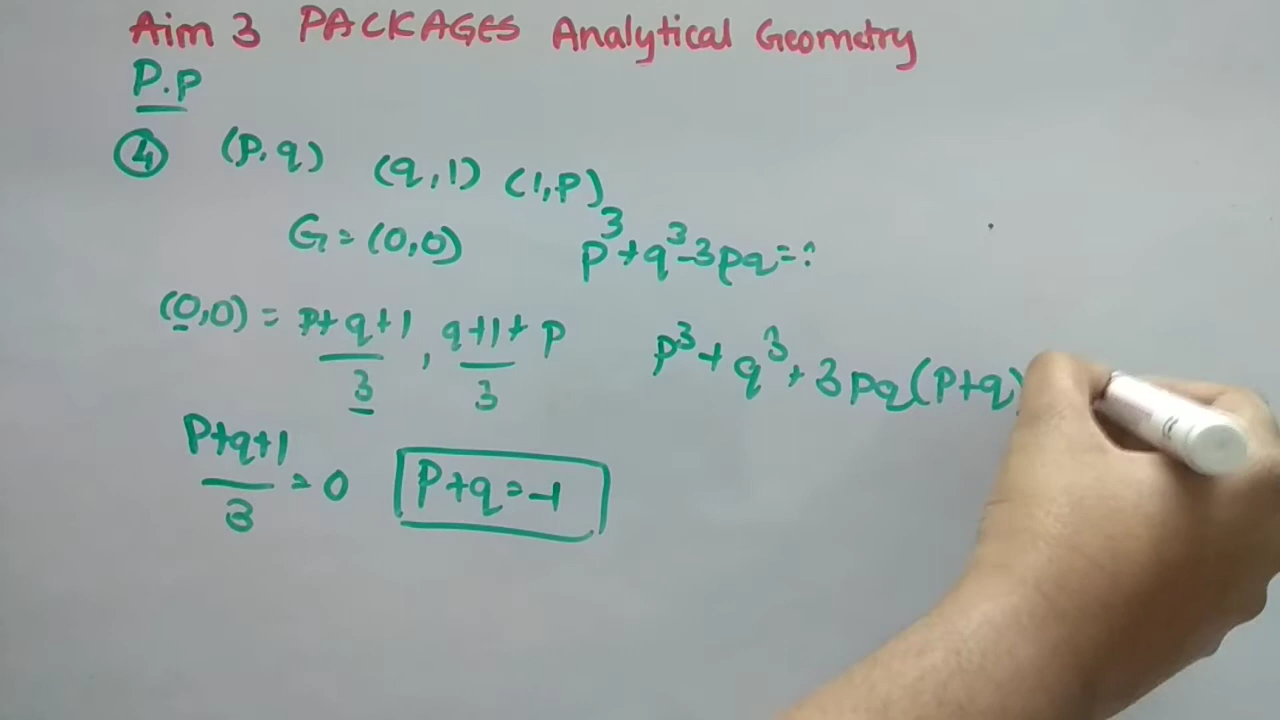 Aim 3 PACKAGES Analytical Geometry
P.P
④ (P,q) (q,1) (1,P)
G=(0,0) p³+q³-3pq=?
(0,0) = P+q+1/3 , q+1+P/3
p³+q³+3pq(P+q)
P+q+1/3 = 0 P+q=-1